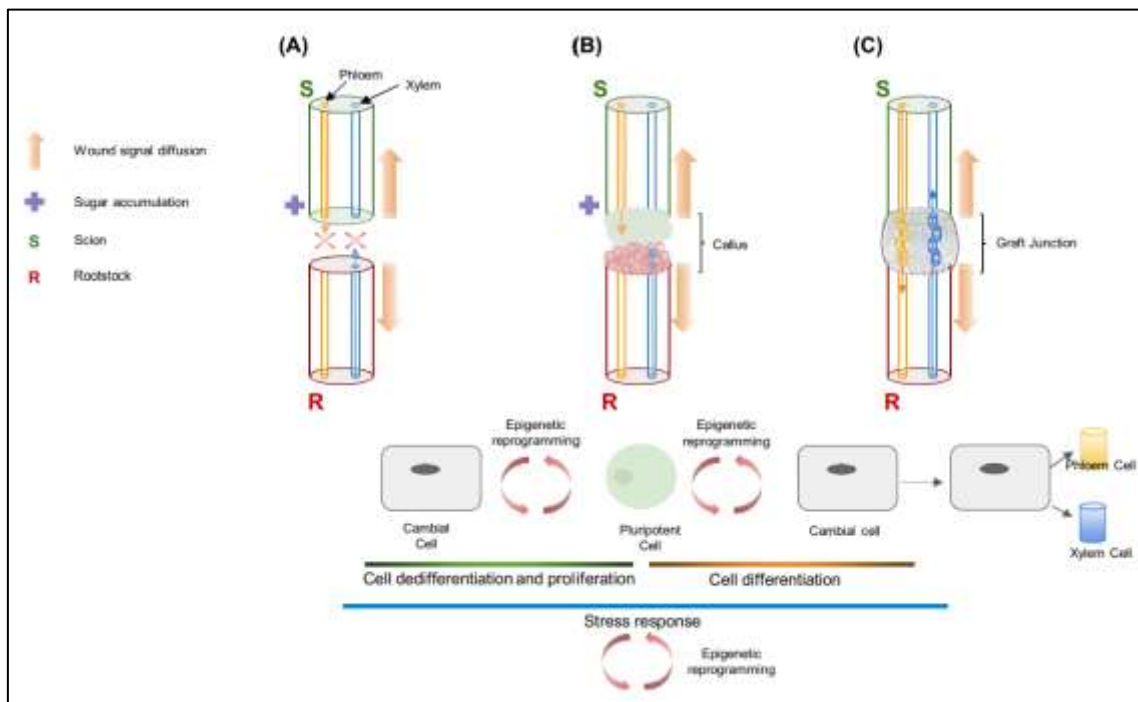 (A)
(B)
(C)
Phloem
Xylem
S
S
S
Wound signal diffusion
Sugar accumulation
S
Scion
R
Rootstock
Callus
Graft Junction
R
R
R
Epigenetic
reprogramming
Epigenetic
reprogramming
Cambial
Cell
Pluripotent
Cell
Cambial cell
Phloem Cell
Xylem Cell
Cell dedifferentiation and proliferation
Cell differentiation
Stress response
Epigenetic
reprogramming